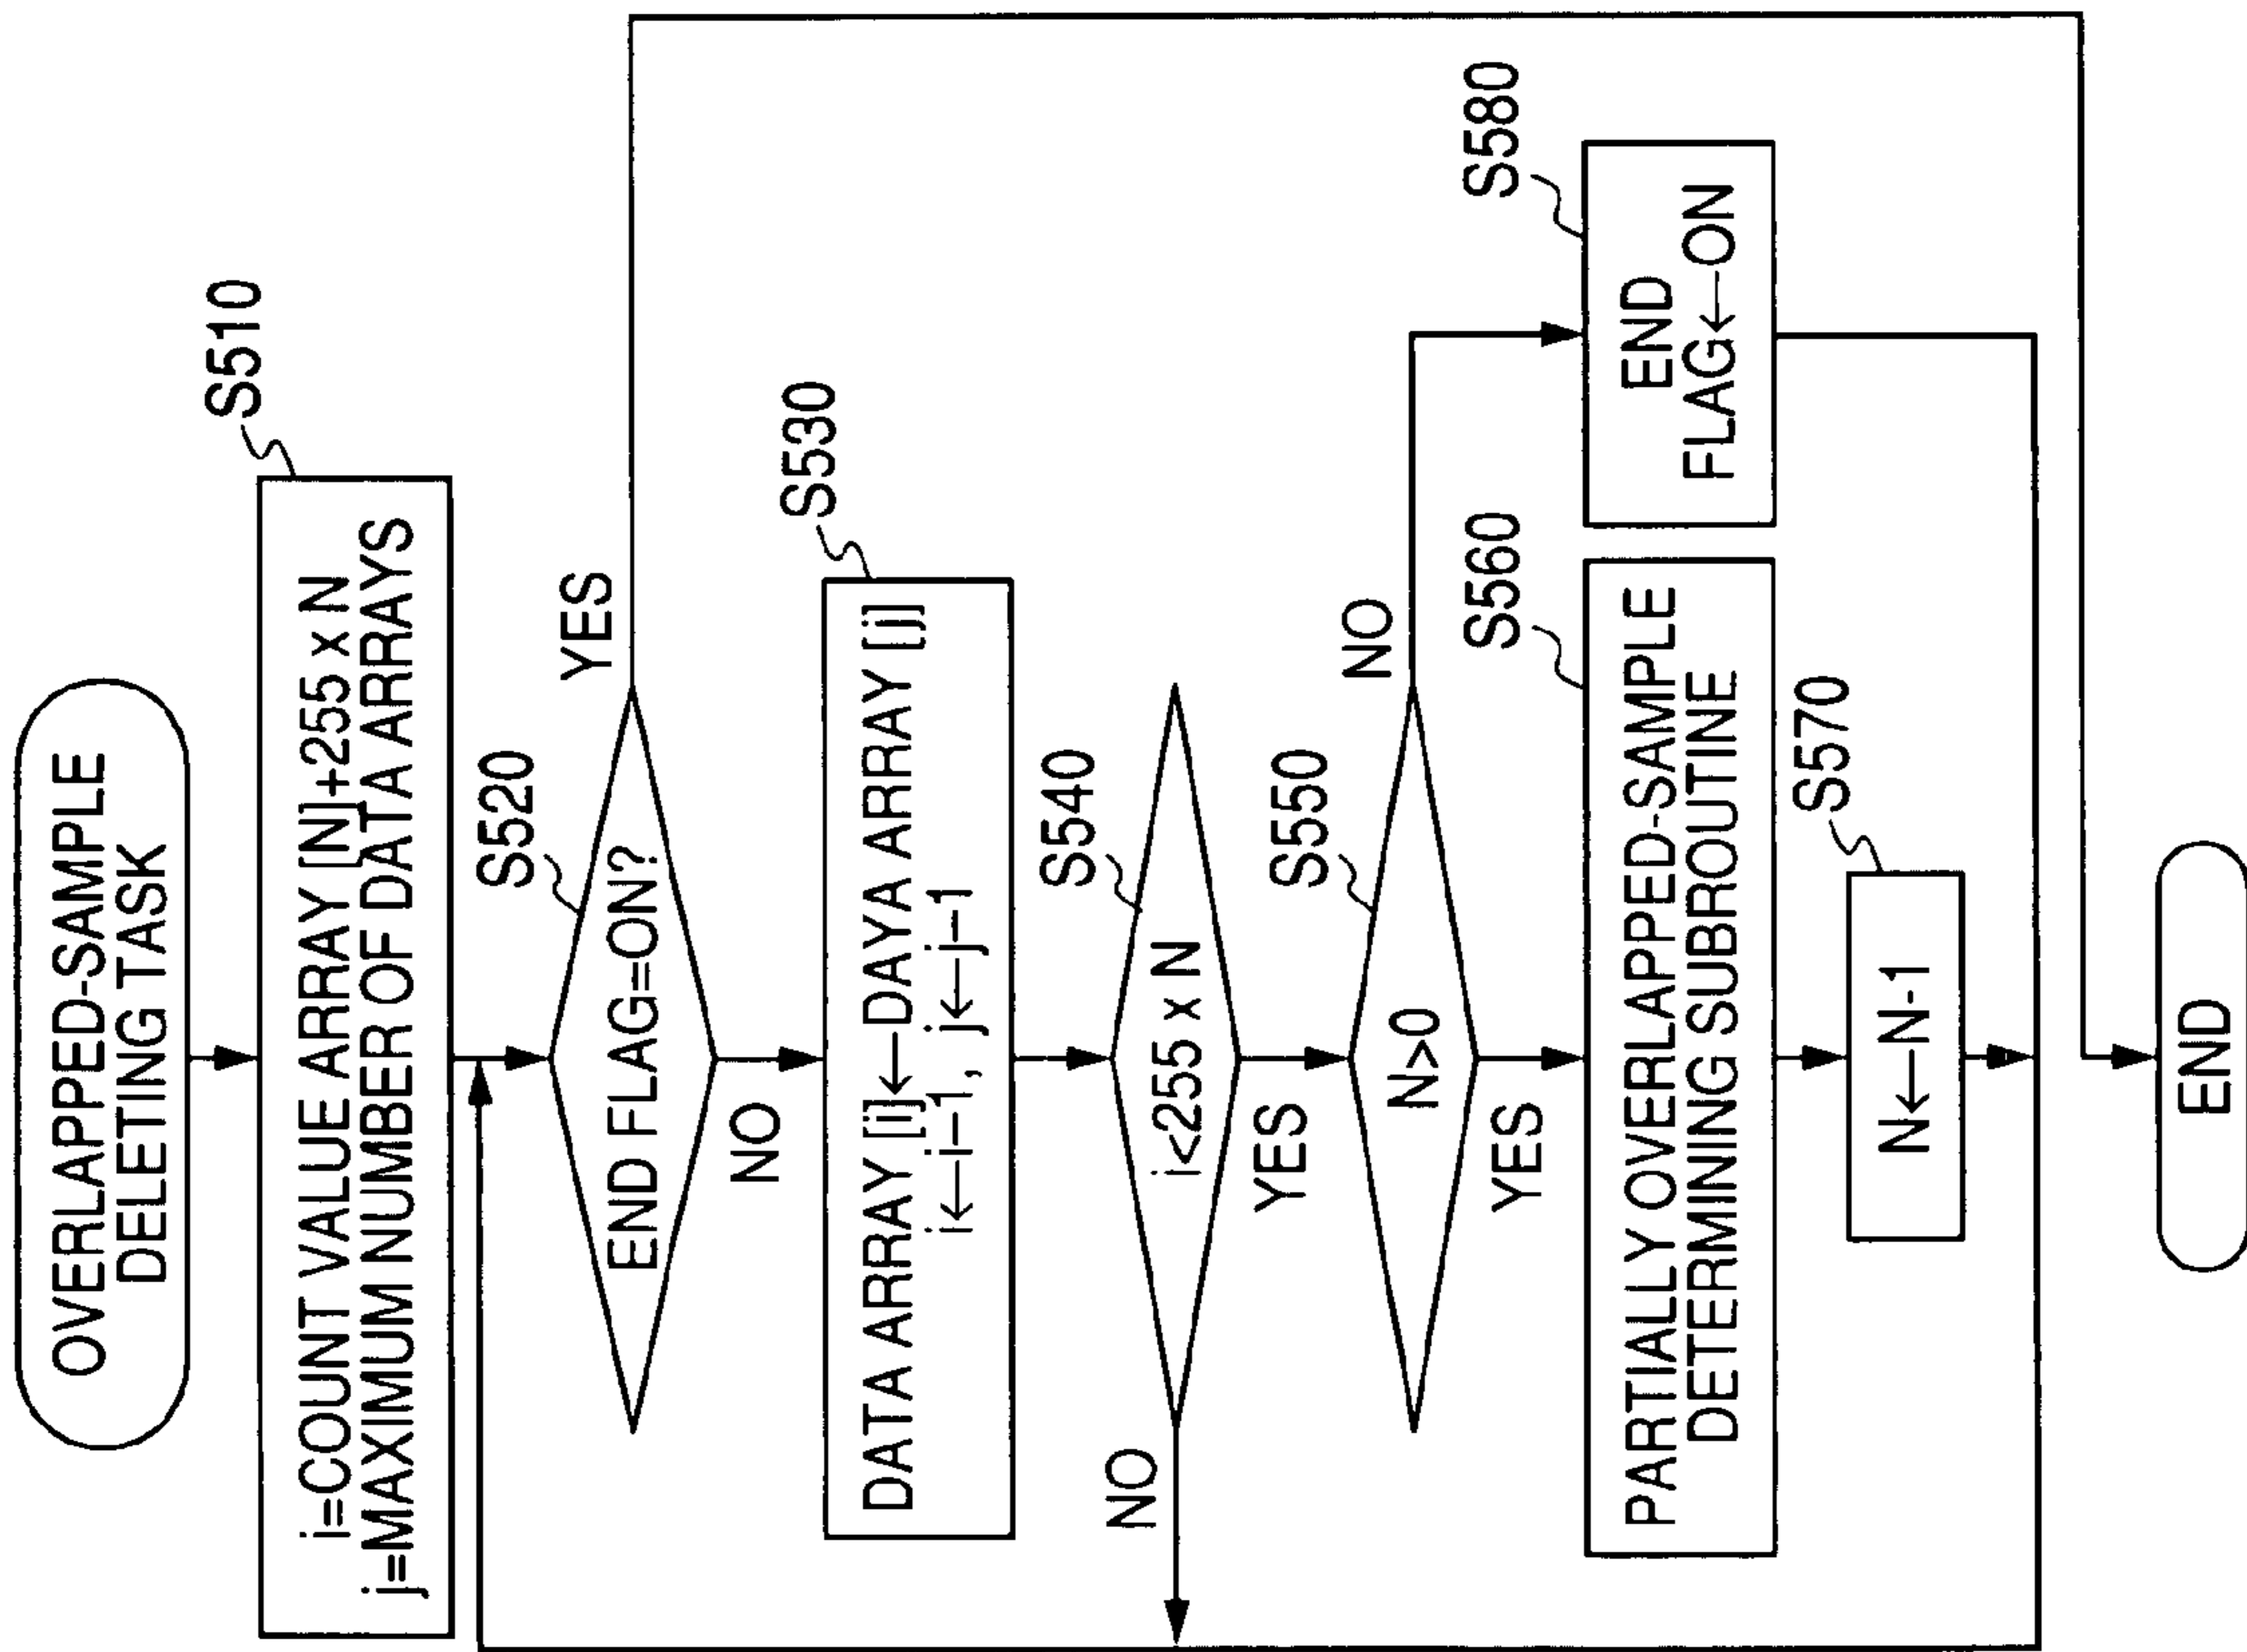 OVERLAPPED-SAMPLE
DELETING TASK
S510
i=COUNT VALUE ARRAY [N]+255 x N
j=MAXIMUM NUMBER OF DATA ARRAYS
S520
END FLAG=ON?
YES
NO
S530
DATA ARRAY [i]←DAYA ARRAY [j]
i←i-1, j←j-1
S540
i<255 x N
NO
YES
S550
N>0
NO
YES
S560
PARTIALLY OVERLAPPED-SAMPLE
DETERMINING SUBROUTINE
S580
END
FLAG←ON
S570
N←N-1
END